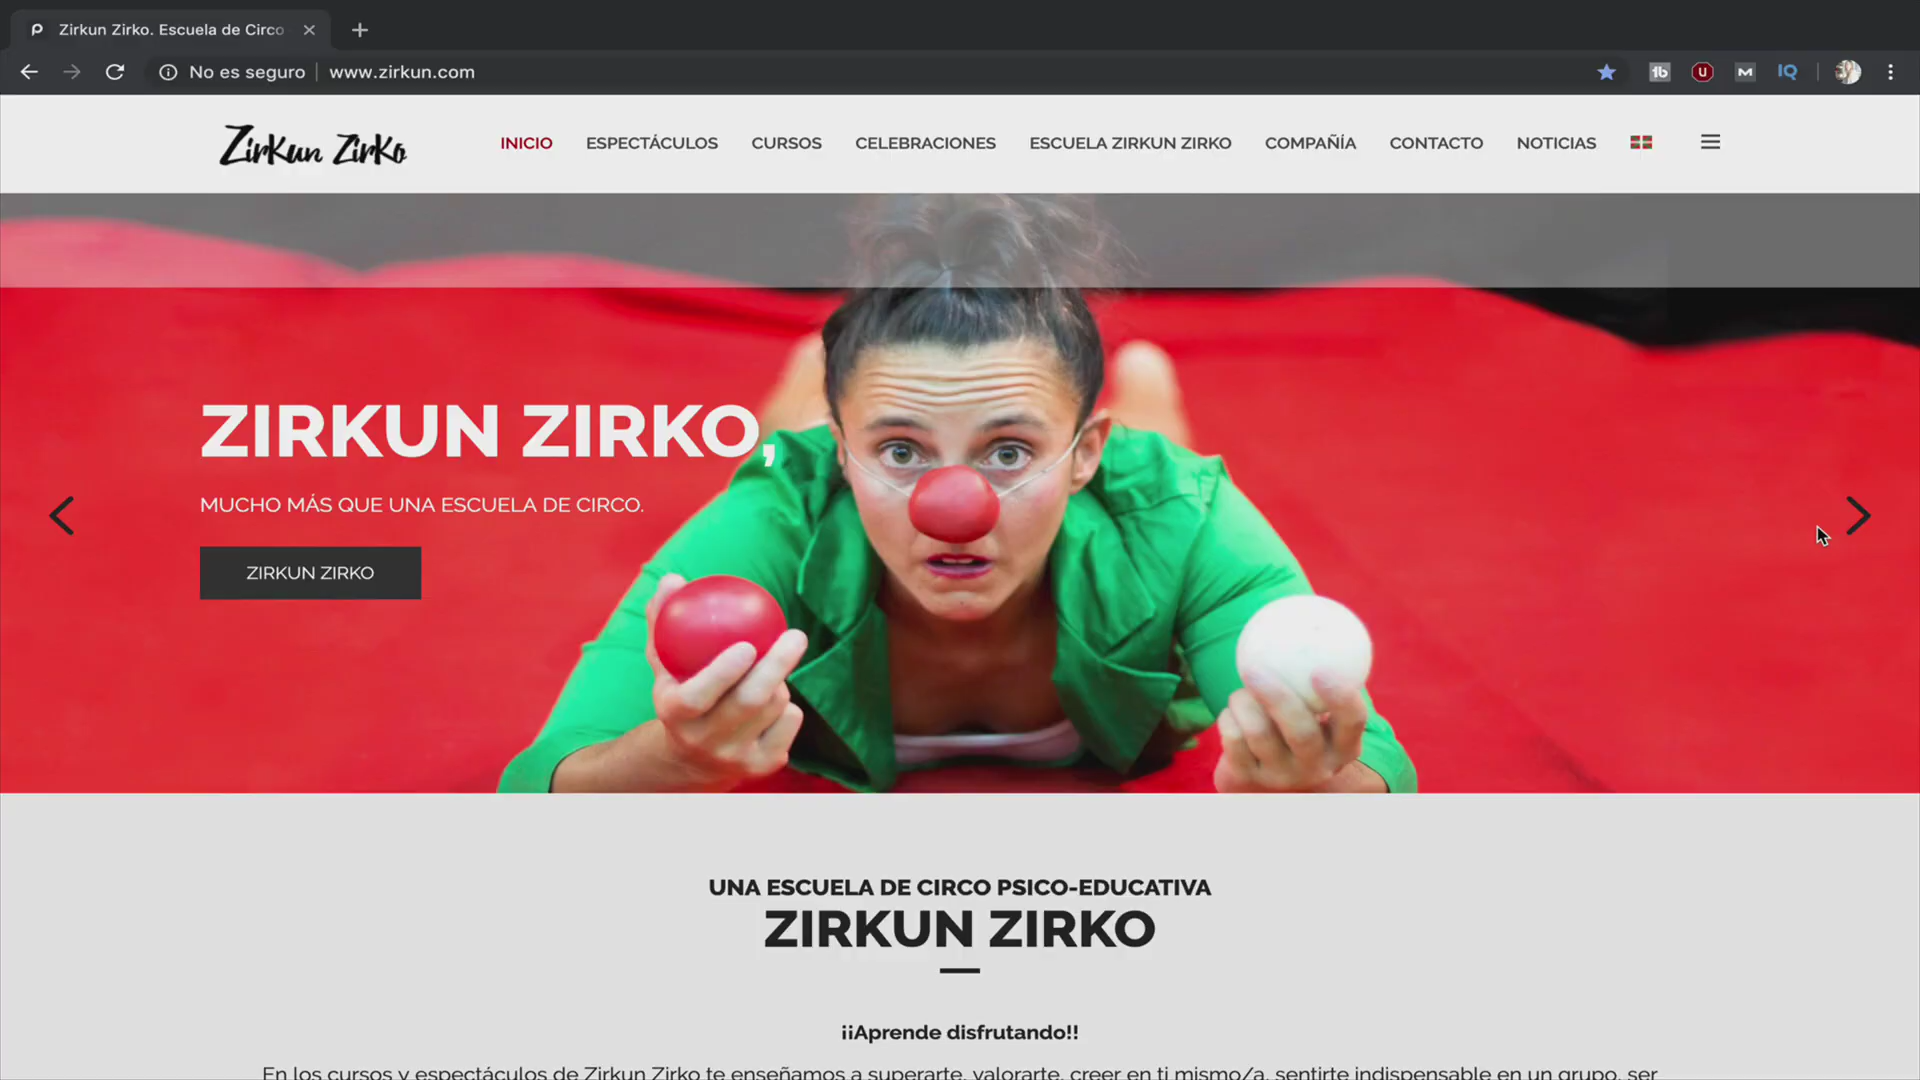 Zirkun Zirko. Escuela de Circo
No es seguro
www.zirkun.com
Zirkun Zirko
INICIO
ESPECTÁCULOS
CURSOS
CELEBRACIONES
ESCUELA ZIRKUN ZIRKO
COMPAÑÍA
CONTACTO
NOTICIAS
ZIRKUN ZIRKO,
MUCHO MÁS QUE UNA ESCUELA DE CIRCO.
ZIRKUN ZIRKO
UNA ESCUELA DE CIRCO PSICO-EDUCATIVA
ZIRKUN ZIRKO
¡¡Aprende disfrutando!!
En los cursos y espectáculos de Zirkun Zirko te enseñamos a superarte, valorarte, creer en ti mismo/a, sentirte indispensable en un grupo, ser